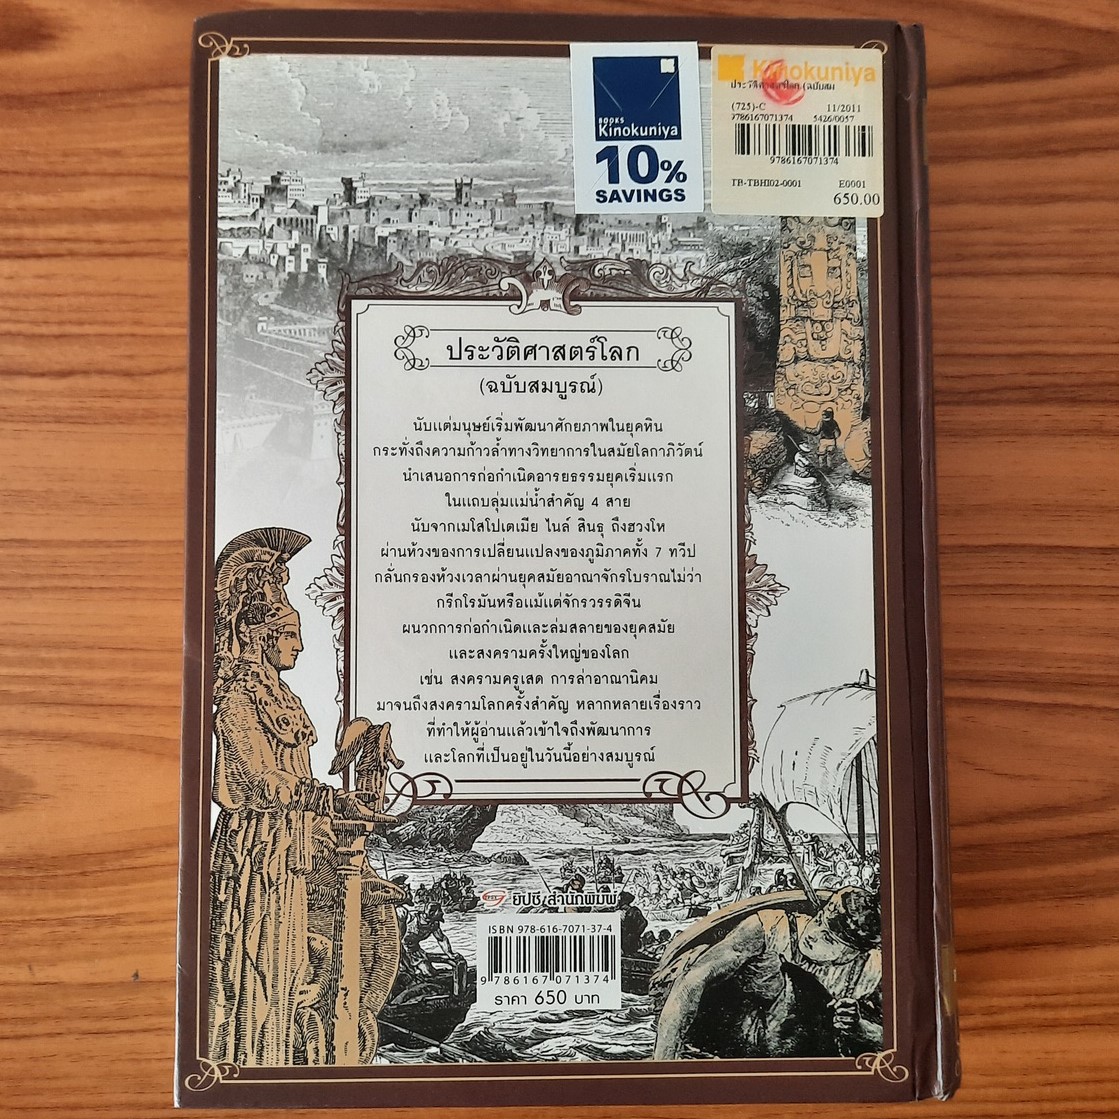 BOOKS
Kinokuniya
10%
SAVINGS
Kinokuniya
ประวัติศาสตร์โลก (ฉบับสม
(725)-C 11/2011
9786167071374 5426/0057
9786167071374
TB-TBHI02-0001 E0001
650.00
ประวัติศาสตร์โลก
(ฉบับสมบูรณ์)
นับแต่มนุษย์เริ่มพัฒนาศักยภาพในยุคหิน
กระทั่งถึงความก้าวล้ำทางวิทยาการในสมัยโลกาภิวัตน์
นำเสนอการก่อกำเนิดอารยธรรมยุคเริ่มแรก
ในแถบลุ่มแม่น้ำสำคัญ 4 สาย
นับจากเมโสโปเตเมีย ไนล์ สินธุ ถึงฮวงโห
ผ่านห้วงของการเปลี่ยนแปลงของภูมิภาคทั้ง 7 ทวีป
กลั่นกรองห้วงเวลาผ่านยุคสมัยอาณาจักรโบราณไม่ว่า
กรีกโรมันหรือแม้แต่จักรวรรดิจีน
ผนวกการก่อกำเนิดและล่มสลายของยุคสมัย
และสงครามครั้งใหญ่ของโลก
เช่น สงครามครูเสด การล่าอาณานิคม
มาจนถึงสงครามโลกครั้งสำคัญ หลากหลายเรื่องราว
ที่ทำให้ผู้อ่านแล้วเข้าใจถึงพัฒนาการ
และโลกที่เป็นอยู่ในวันนี้อย่างสมบูรณ์
ยิปซี สำนักพิมพ์
ISBN 978-616-7071-37-4
9 786167 071374
ราคา 650 บาท